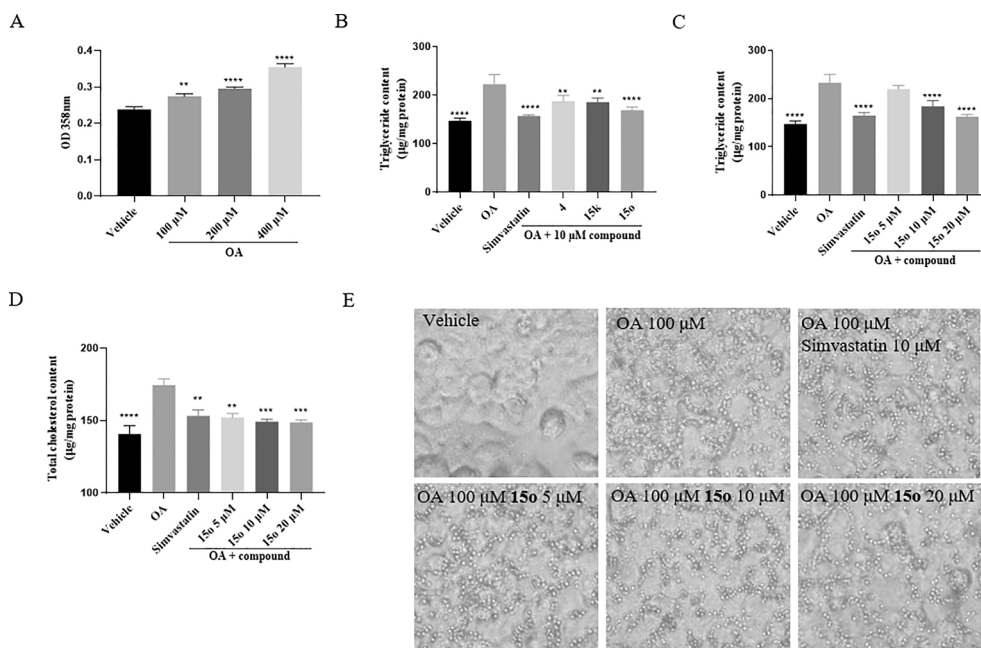 A
0.4
0.3
0.2
0.1
0.0
OD 358nm
**
****
****
Vehicle
100 µM
200 µM
400 µM
OA
B
300
200
100
0
Triglyceride content
(µg/mg protein)
****
****
**
**
****
Vehicle
OA
Simvastatin
4
15k
15o
OA + 10 µM compound
C
300
200
100
0
Triglyceride content
(µg/mg protein)
****
****
****
****
Vehicle
OA
Simvastatin
15o 5 µM
15o 10 µM
15o 20 µM
OA + compound
D
200
150
100
Total cholesterol content
(µg/mg protein)
****
**
**
***
***
Vehicle
OA
Simvastatin
15o 5 µM
15o 10 µM
15o 20 µM
OA + compound
E
Vehicle
OA 100 µM
OA 100 µM
Simvastatin 10 µM
OA 100 µM 15o 5 µM
OA 100 µM 15o 10 µM
OA 100 µM 15o 20 µM